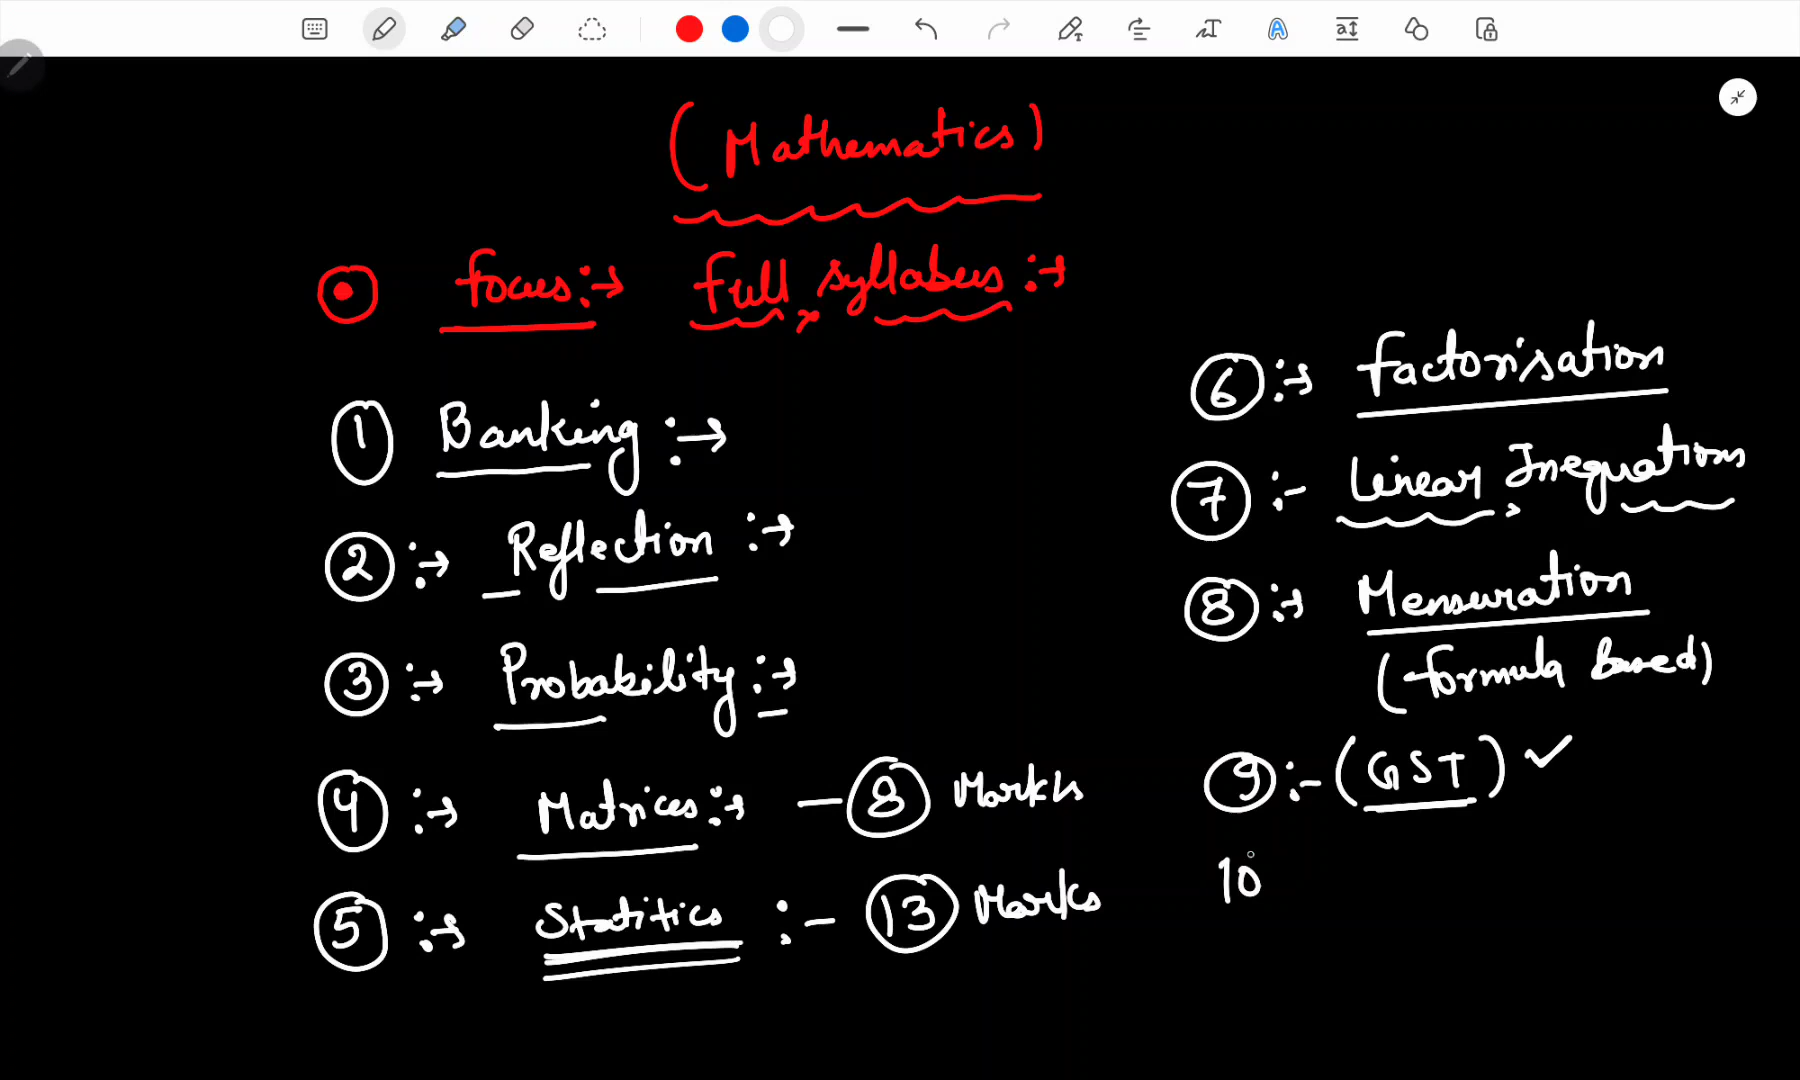 (Mathematics)
focus:→ full syllabus:→
① Banking:→
② :→ Reflection :→
③ :→ Probability :→
④ :→ Matrices :→ — ⑧ Marks
⑤ :→ Statitics :- ⑬ Marks
⑥ :→ factorisation
⑦ :- Linear Inequations
⑧ :→ Mensuration
(formula Based)
⑨ :- (GST) ✓
10